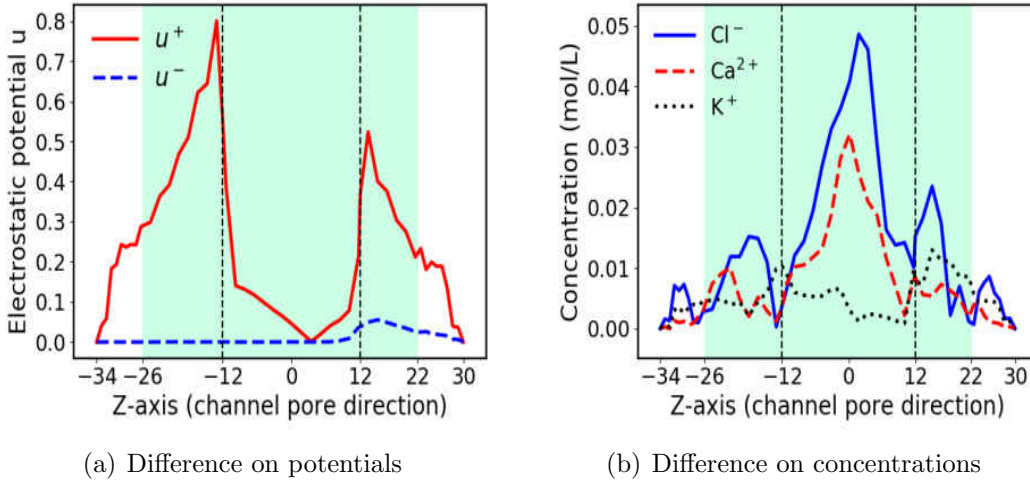 Electrostatic potential u
0.8
0.7
0.6
0.5
0.4
0.3
0.2
0.1
0.0
u⁺
u⁻
−34 −26 −12 0 12 22 30
Z-axis (channel pore direction)
(a) Difference on potentials
Concentration (mol/L)
0.05
0.04
0.03
0.02
0.01
0.00
Cl⁻
Ca²⁺
K⁺
−34 −26 −12 0 12 22 30
Z-axis (channel pore direction)
(b) Difference on concentrations